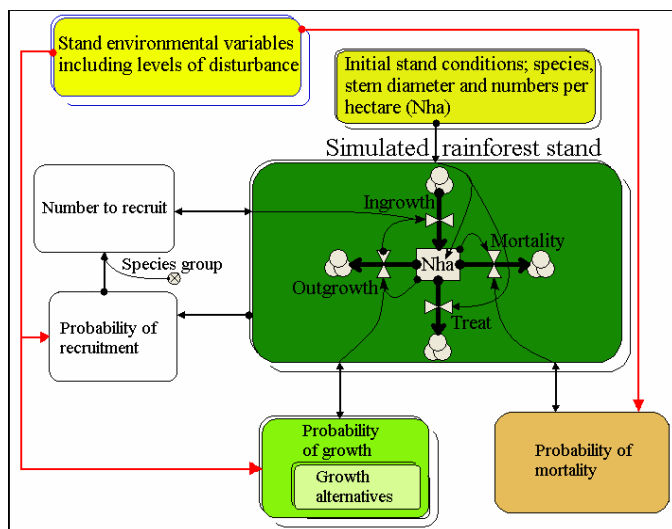 Stand environmental variables
including levels of disturbance
Initial stand conditions; species,
stem diameter and numbers per
hectare (Nha)
Simulated rainforest stand
Number to recruit
Ingrowth
Mortality
Species group
Nha
Outgrowth
Treat
Probability of
recruitment
Probability
of growth
Growth
alternatives
Probability of
mortality